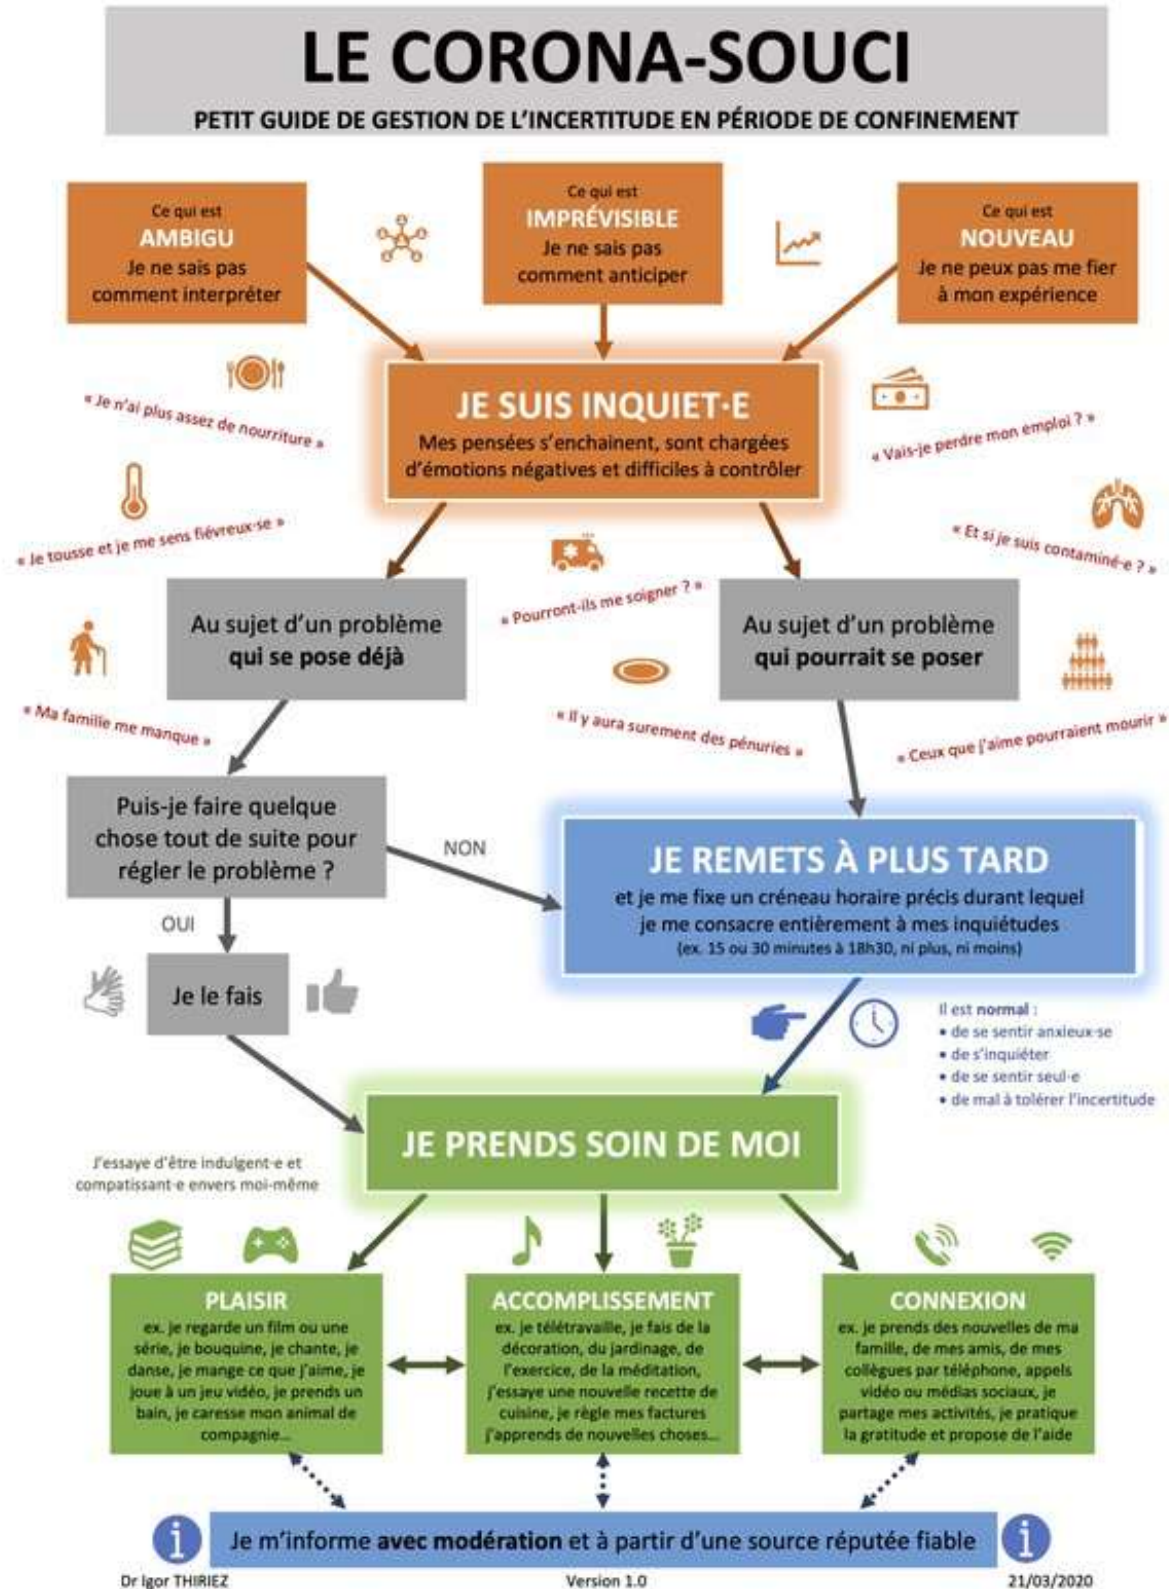 LE CORONA-SOUCI
PETIT GUIDE DE GESTION DE L'INCERTITUDE EN PÉRIODE DE CONFINEMENT
Ce qui est
AMBIGU
Je ne sais pas
comment interpréter
Ce qui est
IMPRÉVISIBLE
Je ne sais pas
comment anticiper
Ce qui est
NOUVEAU
Je ne peux pas me fier
à mon expérience
JE SUIS INQUIET·E
Mes pensées s'enchainent, sont chargées
d'émotions négatives et difficiles à contrôler
« Je n'ai plus assez de nourriture »
« Vais-je perdre mon emploi ? »
« Je tousse et je me sens fiévreux·se »
« Et si je suis contaminé·e ? »
« Pourront-ils me soigner ? »
Au sujet d'un problème
qui se pose déjà
Au sujet d'un problème
qui pourrait se poser
« Ma famille me manque »
« Il y aura surement des pénuries »
« Ceux que j'aime pourraient mourir »
Puis-je faire quelque
chose tout de suite pour
régler le problème ?
NON
OUI
Je le fais
JE REMETS À PLUS TARD
et je me fixe un créneau horaire précis durant lequel
je me consacre entièrement à mes inquiétudes
(ex. 15 ou 30 minutes à 18h30, ni plus, ni moins)
Il est normal :
• de se sentir anxieux·se
• de s'inquiéter
• de se sentir seul·e
• de mal à tolérer l'incertitude
JE PRENDS SOIN DE MOI
J'essaye d'être indulgent·e et
compatissant·e envers moi-même
PLAISIR
ex. je regarde un film ou une
série, je bouquine, je chante, je
danse, je mange ce que j'aime, je
joue à un jeu vidéo, je prends un
bain, je caresse mon animal de
compagnie...
ACCOMPLISSEMENT
ex. je télétravaille, je fais de la
décoration, du jardinage, de
l'exercice, de la méditation,
j'essaye une nouvelle recette de
cuisine, je règle mes factures
j'apprends de nouvelles choses...
CONNEXION
ex. je prends des nouvelles de ma
famille, de mes amis, de mes
collègues par téléphone, appels
vidéo ou médias sociaux, je
partage mes activités, je pratique
la gratitude et propose de l'aide
i
Je m'informe avec modération et à partir d'une source réputée fiable
i
Dr Igor THIRIEZ
Version 1.0
21/03/2020